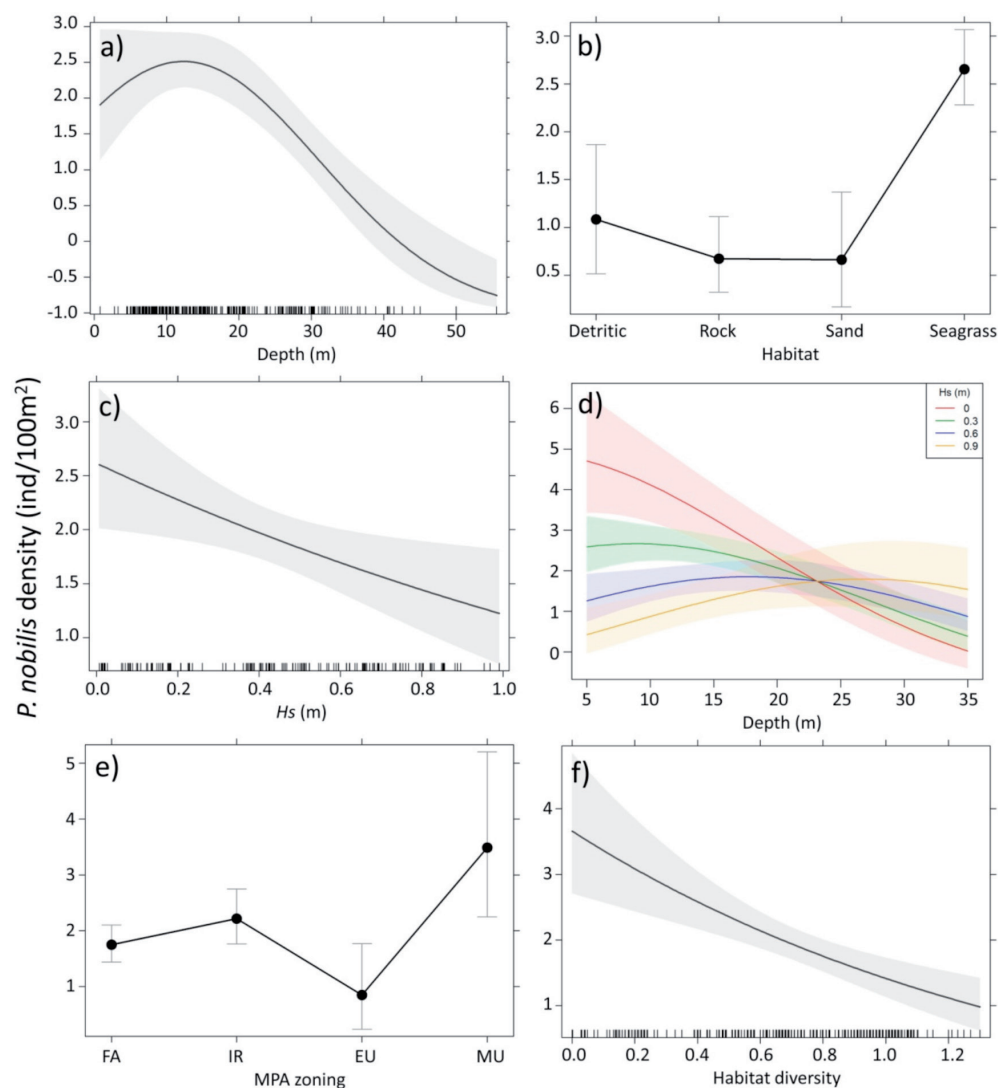 P. nobilis density (ind/100m²)
a)
3.0
2.5
2.0
1.5
1.0
0
-0.5
-1.0
0 10 20 30 40 50
Depth (m)
b)
3.0
2.5
2.0
1.5
1.0
0.5
Detritic Rock Sand Seagrass
Habitat
c)
3.0
2.5
2.0
1.5
1.0
0.0 0.2 0.4 0.6 0.8 1.0
Hs (m)
d)
Hs (m)
0
0.3
0.6
0.9
6
5
4
3
2
1
0
5 10 15 20 25 30 35
Depth (m)
e)
5
4
3
2
1
FA IR EU MU
MPA zoning
f)
4
3
2
1
0.0 0.2 0.4 0.6 0.8 1.0 1.2
Habitat diversity